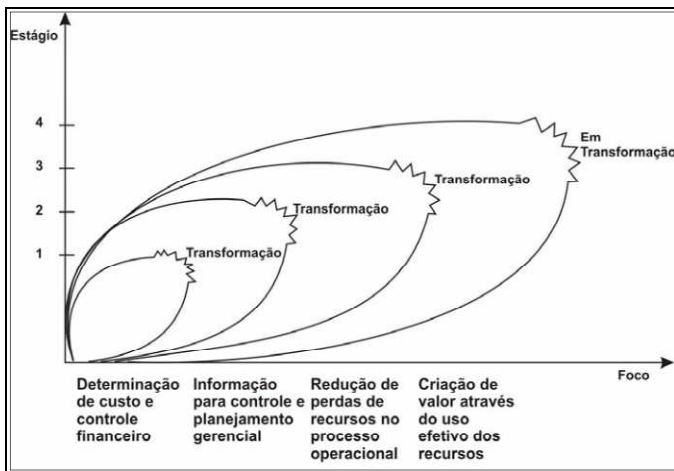 Estágio
4
Em
Transformação
3
Transformação
2
Transformação
1
Transformação
Foco
Determinação
de custo e
controle
financeiro
Informação
para controle e
planejamento
gerencial
Redução de
perdas de
recursos no
processo
operacional
Criação de
valor através
do uso
efetivo dos
recursos